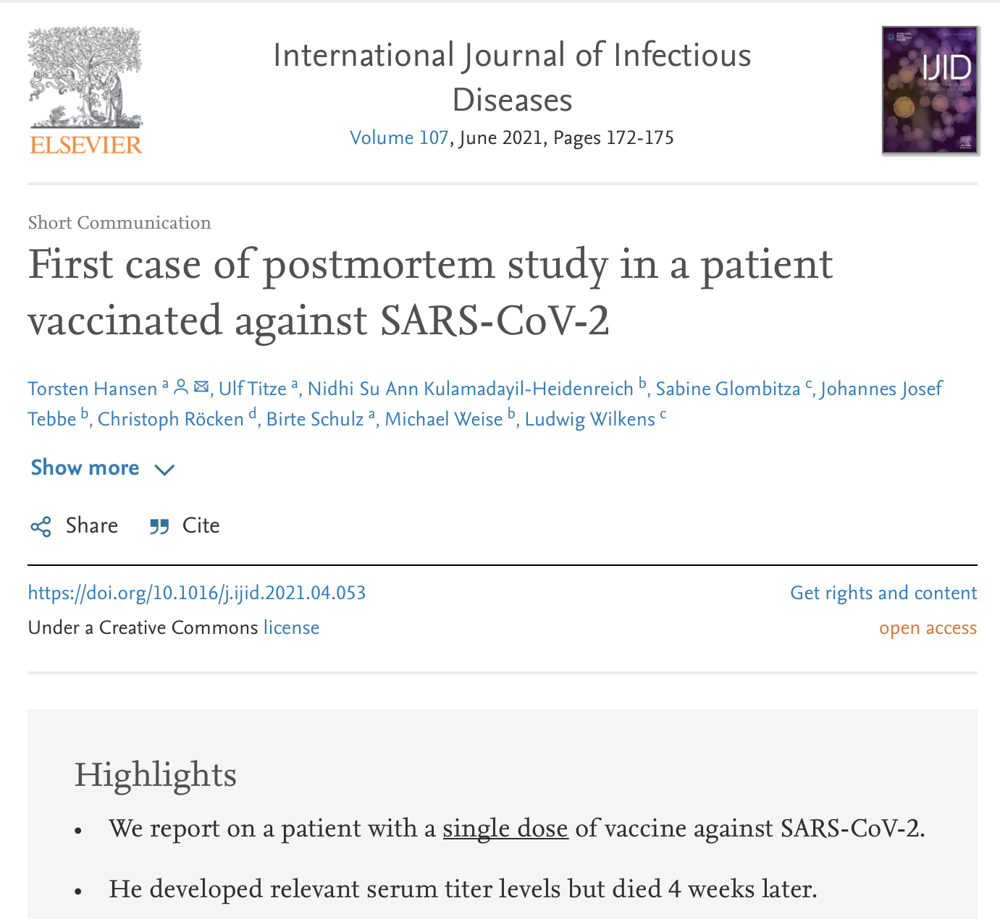 International Journal of Infectious
Diseases
Volume 107, June 2021, Pages 172-175
ELSEVIER
IJID
Short Communication
First case of postmortem study in a patient
vaccinated against SARS-CoV-2
Torsten Hansen a, Ulf Titze a, Nidhi Su Ann Kulamadayil-Heidenreich b, Sabine Glombitza c, Johannes Josef
Tebbe b, Christoph Röcken d, Birte Schulz a, Michael Weise b, Ludwig Wilkens c
Show more
Share Cite
https://doi.org/10.1016/j.ijid.2021.04.053 Get rights and content
Under a Creative Commons license open access
Highlights
• We report on a patient with a single dose of vaccine against SARS-CoV-2.
• He developed relevant serum titer levels but died 4 weeks later.